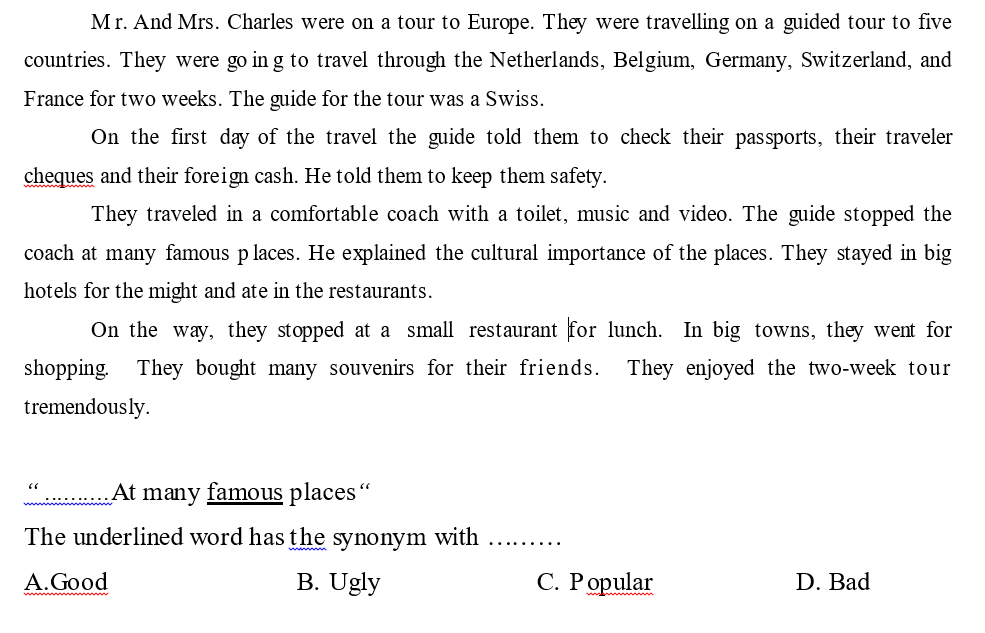 Mr. And Mrs. Charles were on a tour to Europe. They were travelling on a guided tour to five
countries. They were going to travel through the Netherlands, Belgium, Germany, Switzerland, and
France for two weeks. The guide for the tour was a Swiss.
On the first day of the travel the guide told them to check their passports, their traveler
cheques and their foreign cash. He told them to keep them safety.
They traveled in a comfortable coach with a toilet, music and video. The guide stopped the
coach at many famous places. He explained the cultural importance of the places. They stayed in big
hotels for the might and ate in the restaurants.
On the way, they stopped at a small restaurant for lunch. In big towns, they went for
shopping. They bought many souvenirs for their friends. They enjoyed the two-week tour
tremendously.
“ ..........At many famous places“
The underlined word has the synonym with ………
A.Good B. Ugly C. Popular D. Bad